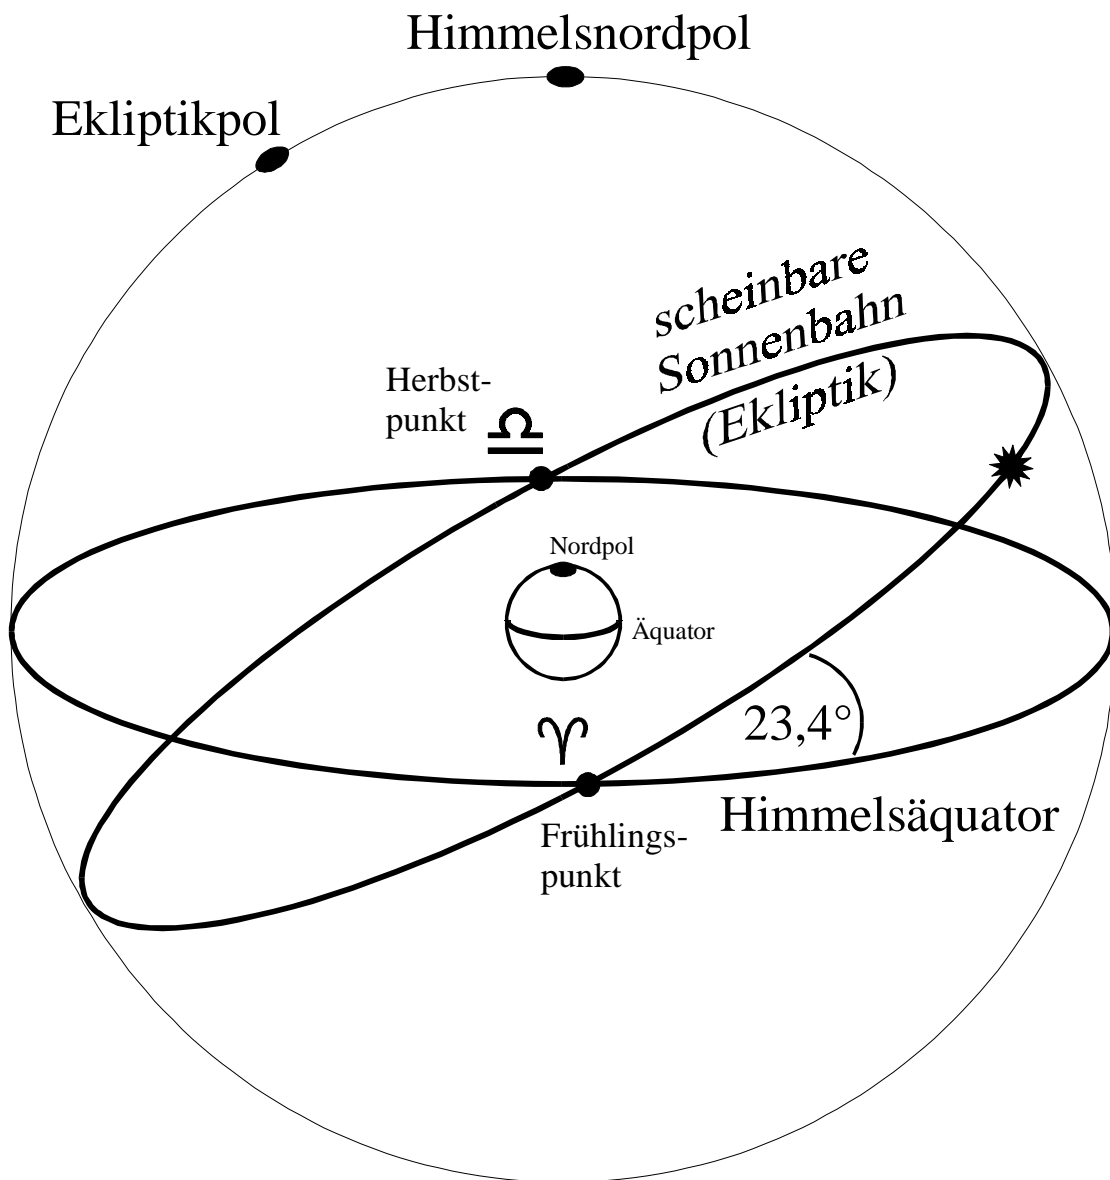 Himmelsnordpol
Ekliptikpol
scheinbare
Sonnenbahn
(Ekliptik)
Herbst-
punkt
♎
Nordpol
Äquator
♈
23,4°
Himmelsäquator
Frühlings-
punkt